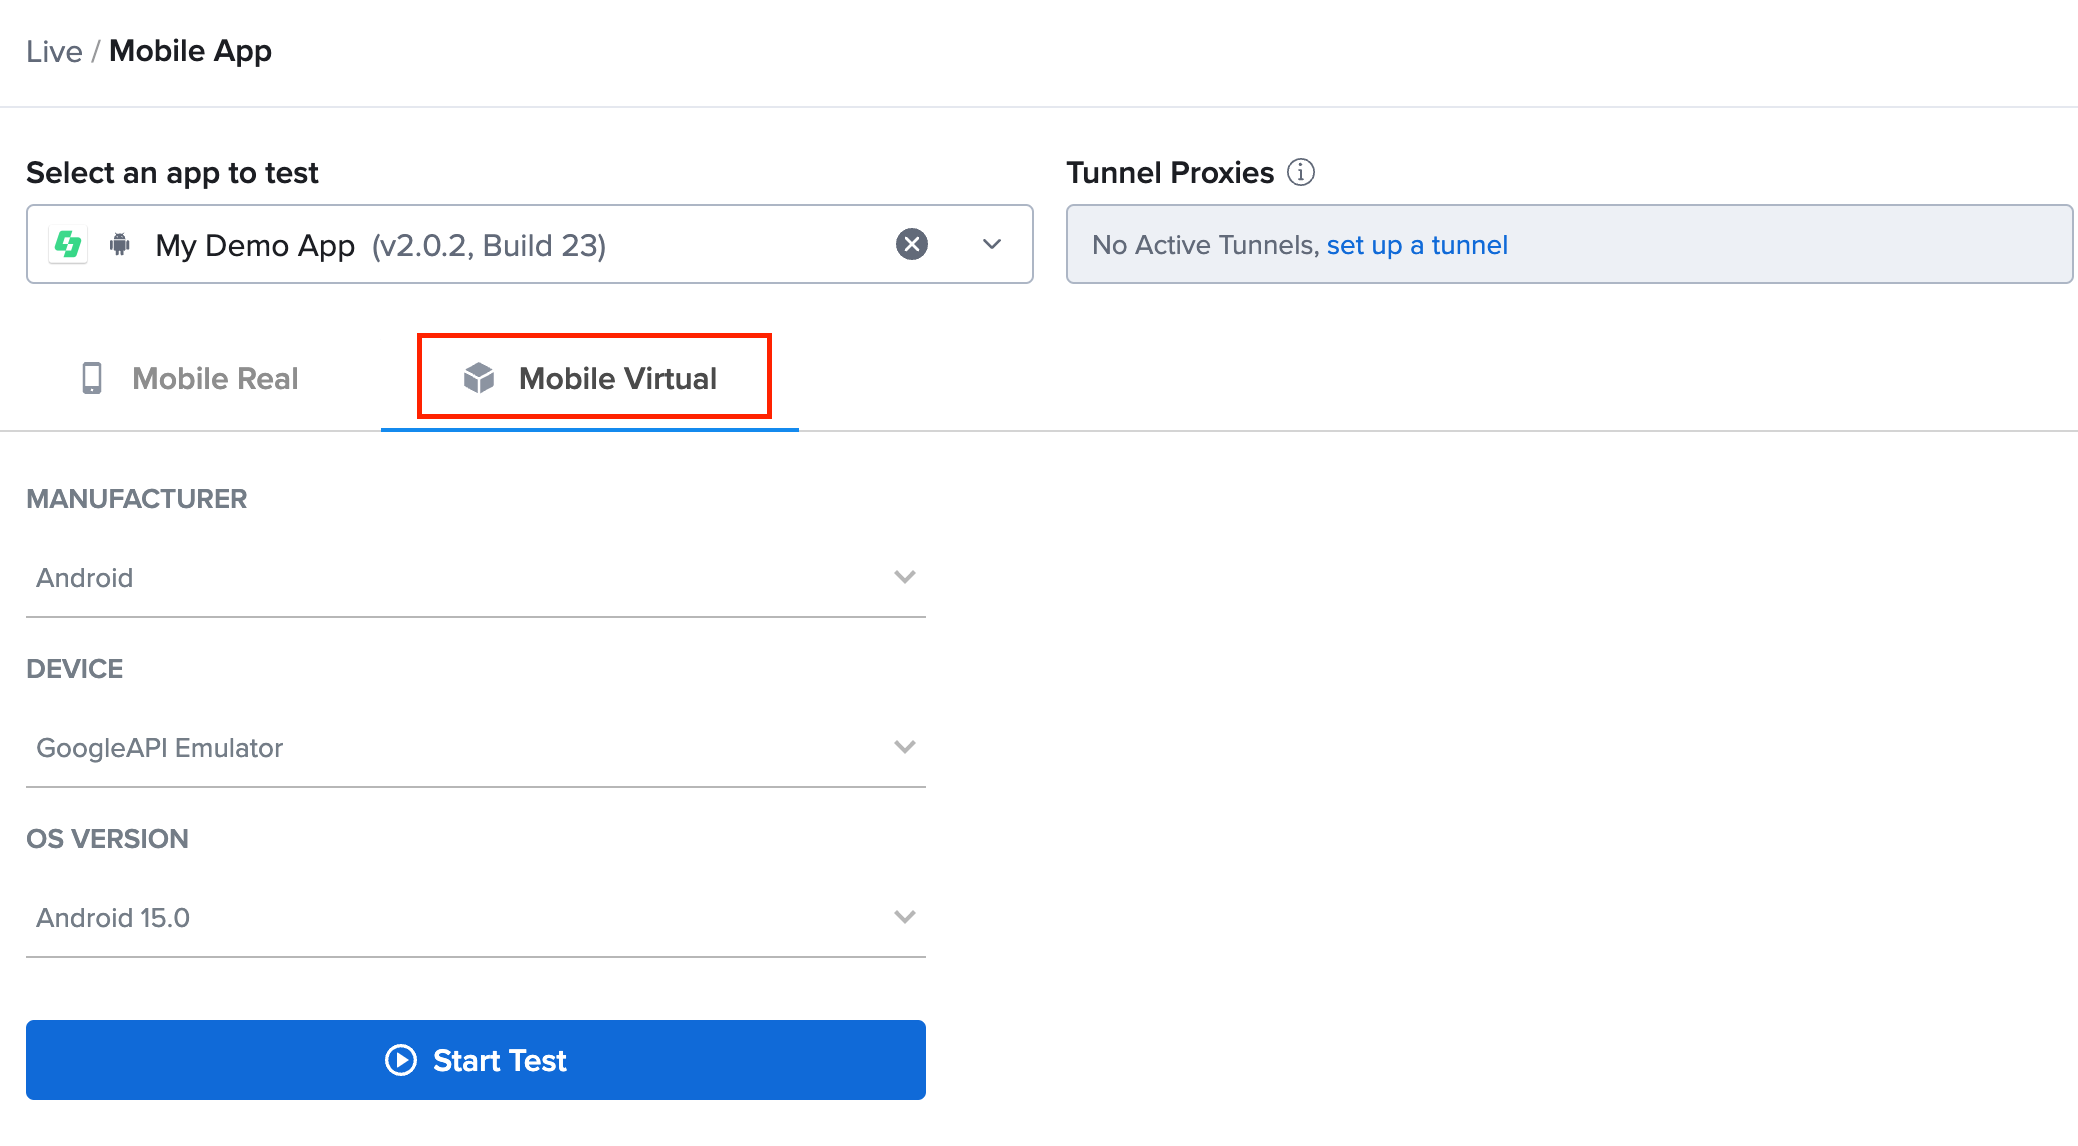 Live / Mobile App
Select an app to test
My Demo App (v2.0.2, Build 23)
Tunnel Proxies
No Active Tunnels, set up a tunnel
Mobile Real
Mobile Virtual
MANUFACTURER
Android
DEVICE
GoogleAPI Emulator
OS VERSION
Android 15.0
Start Test